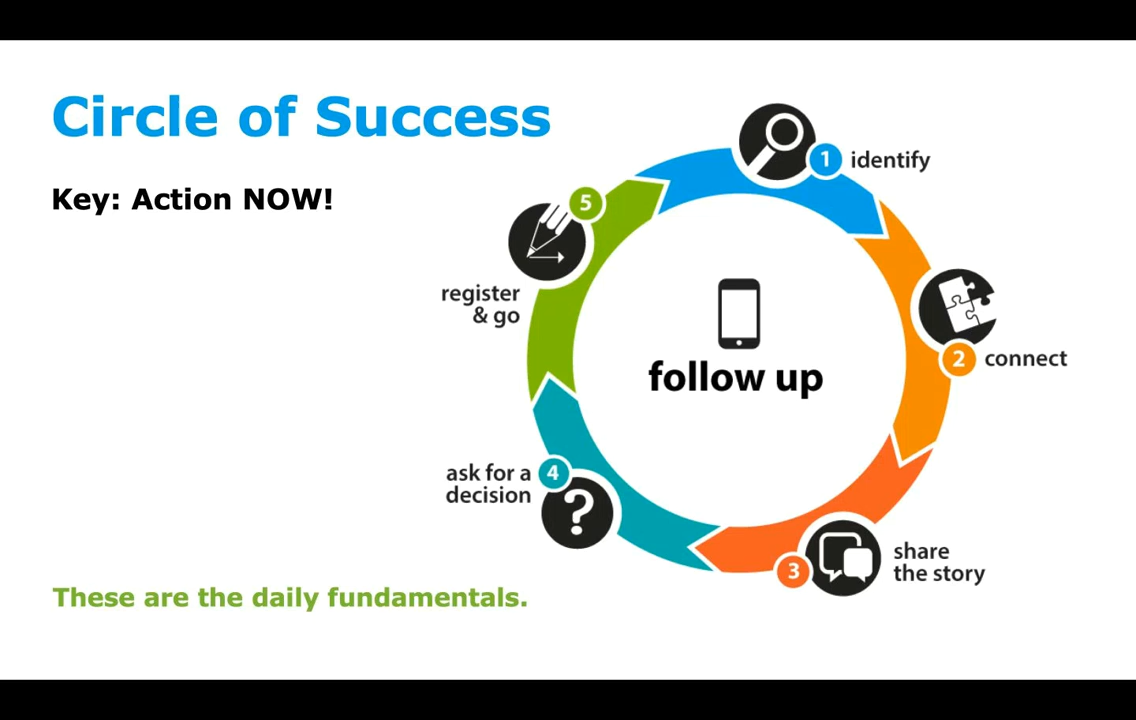 Circle of Success
Key: Action NOW!
1
identify
2
connect
3
share
the story
4
ask for a
decision
5
register
& go
follow up
?
These are the daily fundamentals.